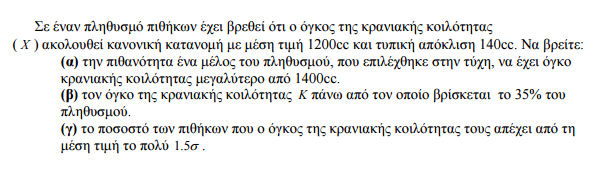 Σε έναν πληθυσμό πιθήκων έχει βρεθεί ότι ο όγκος της κρανιακής κοιλότητας
( X ) ακολουθεί κανονική κατανομή με μέση τιμή 1200cc και τυπική απόκλιση 140cc. Να βρείτε:
(α) την πιθανότητα ένα μέλος του πληθυσμού, που επιλέχθηκε στην τύχη, να έχει όγκο
κρανιακής κοιλότητας μεγαλύτερο από 1400cc.
(β) τον όγκο της κρανιακής κοιλότητας K πάνω από τον οποίο βρίσκεται το 35% του
πληθυσμού.
(γ) το ποσοστό των πιθήκων που ο όγκος της κρανιακής κοιλότητας τους απέχει από τη
μέση τιμή το πολύ 1.5σ .